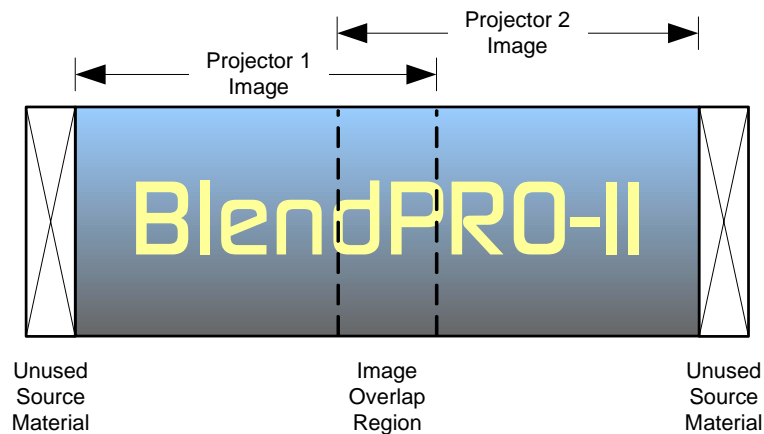 Projector 2
Image
Projector 1
Image
BlendPRO-II
Unused
Source
Material
Image
Overlap
Region
Unused
Source
Material